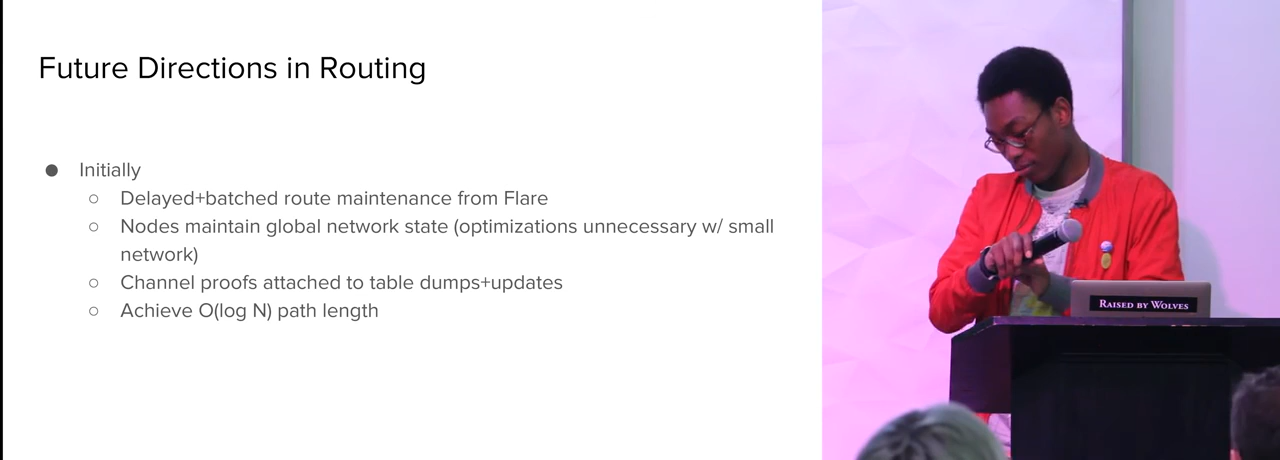 Future Directions in Routing
● Initially
○ Delayed+batched route maintenance from Flare
○ Nodes maintain global network state (optimizations unnecessary w/ small
network)
○ Channel proofs attached to table dumps+updates
○ Achieve O(log N) path length
RAISED BY WOLVES